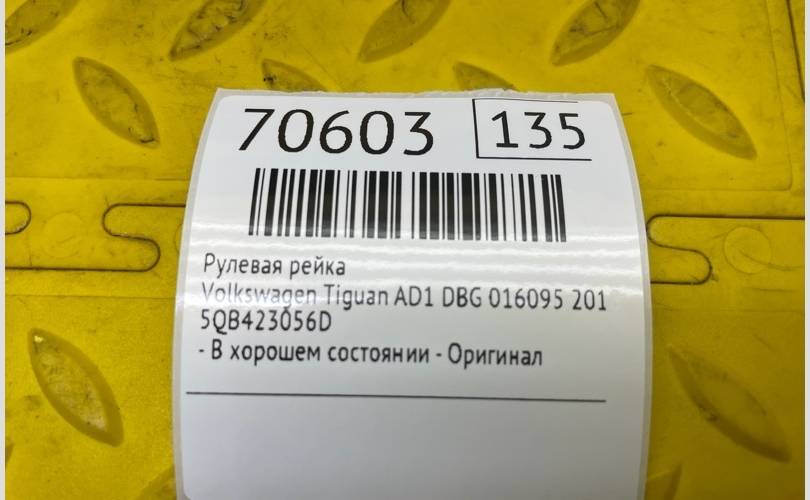 70603 135
Рулевая рейка
Volkswagen Tiguan AD1 DBG 016095 201
5QB423056D
- В хорошем состоянии - Оригинал